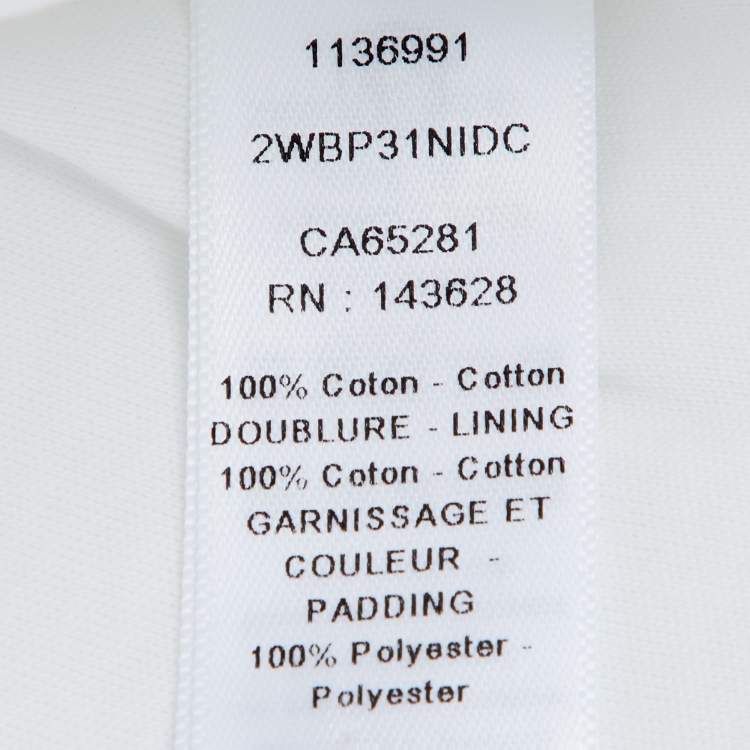 1136991
2WBP31NIDC
CA65281
RN : 143628
100% Coton - Cotton
DOUBLURE - LINING
100% Coton - Cotton
GARNISSAGE ET
COULEUR -
PADDING
100% Polyester -
Polyester